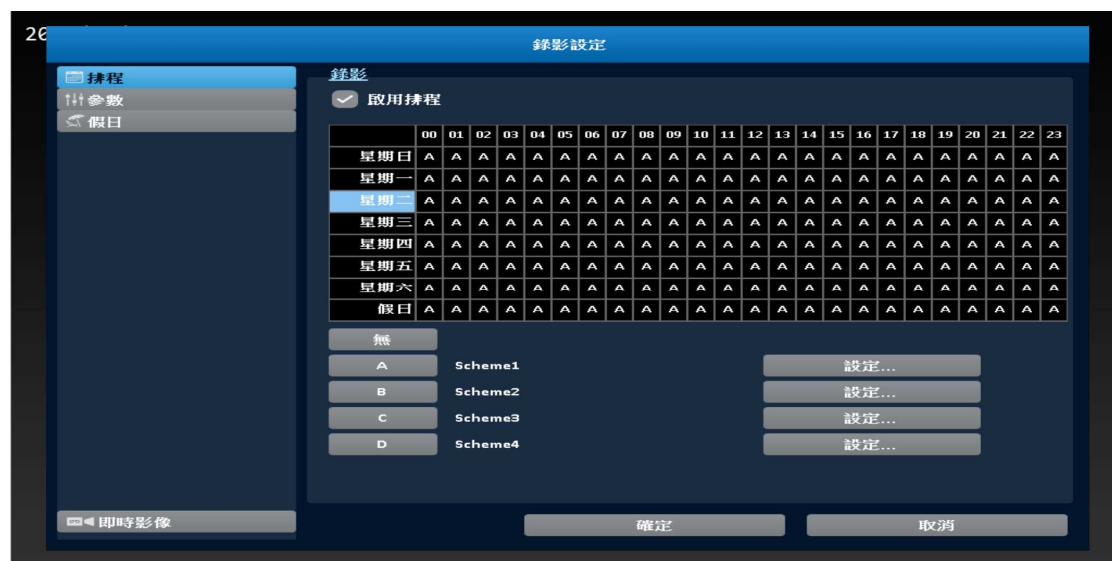 20
錄影設定
排程
參數
假日
錄影
啟用排程
00 01 02 03 04 05 06 07 08 09 10 11 12 13 14 15 16 17 18 19 20 21 22 23
星期日 A A A A A A A A A A A A A A A A A A A A A A A A
星期一 A A A A A A A A A A A A A A A A A A A A A A A A
星期二 A A A A A A A A A A A A A A A A A A A A A A A A
星期三 A A A A A A A A A A A A A A A A A A A A A A A A
星期四 A A A A A A A A A A A A A A A A A A A A A A A A
星期五 A A A A A A A A A A A A A A A A A A A A A A A A
星期六 A A A A A A A A A A A A A A A A A A A A A A A A
假日 A A A A A A A A A A A A A A A A A A A A A A A A
無
A Scheme1 設定...
B Scheme2 設定...
C Scheme3 設定...
D Scheme4 設定...
即時影像 確定 取消